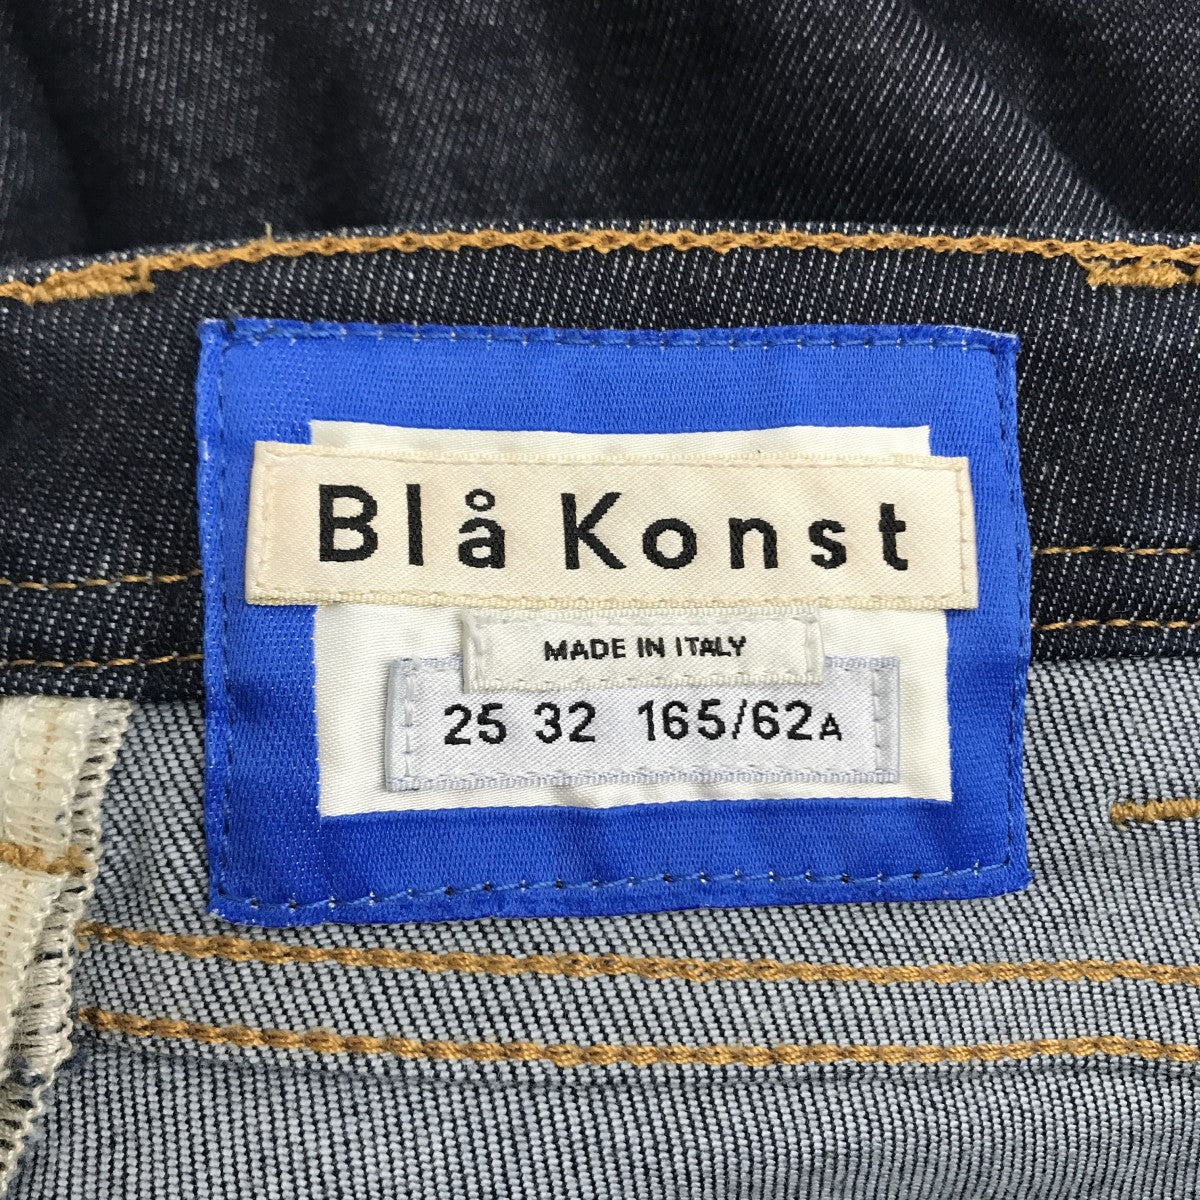 Blå Konst
MADE IN ITALY
25 32 165/62A